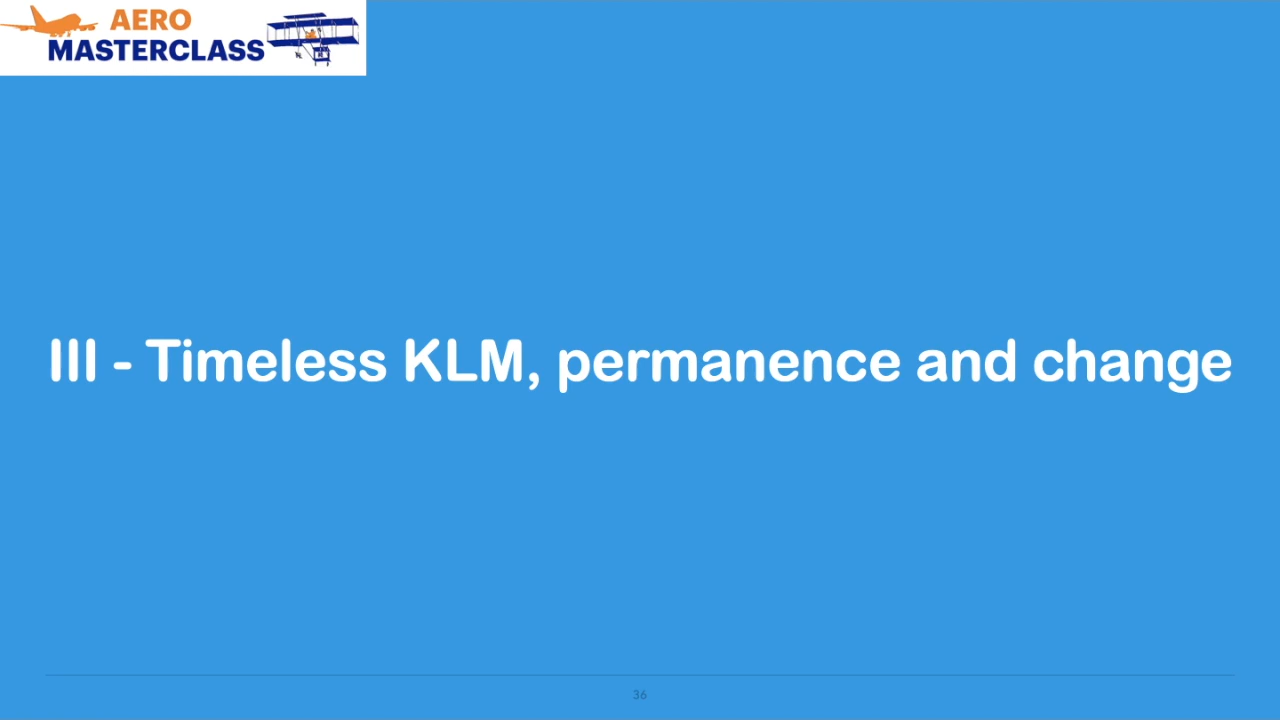 AERO
MASTERCLASS
III - Timeless KLM, permanence and change
36